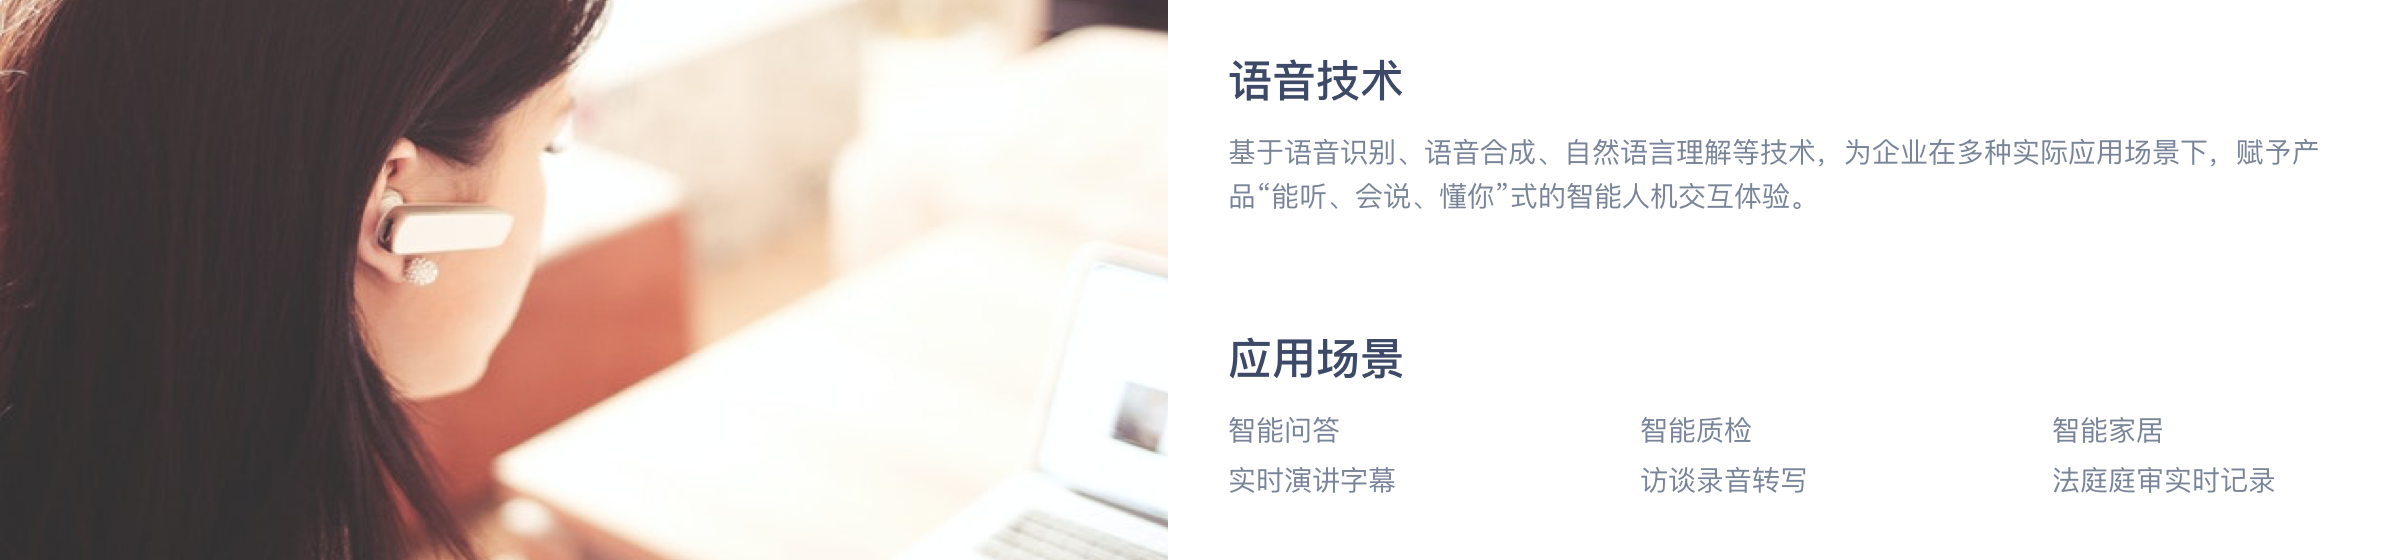 语音技术
基于语音识别、语音合成、自然语言理解等技术，为企业在多种实际应用场景下，赋予产
品“能听、会说、懂你”式的智能人机交互体验。
应用场景
智能问答 智能质检 智能家居
实时演讲字幕 访谈录音转写 法庭庭审实时记录